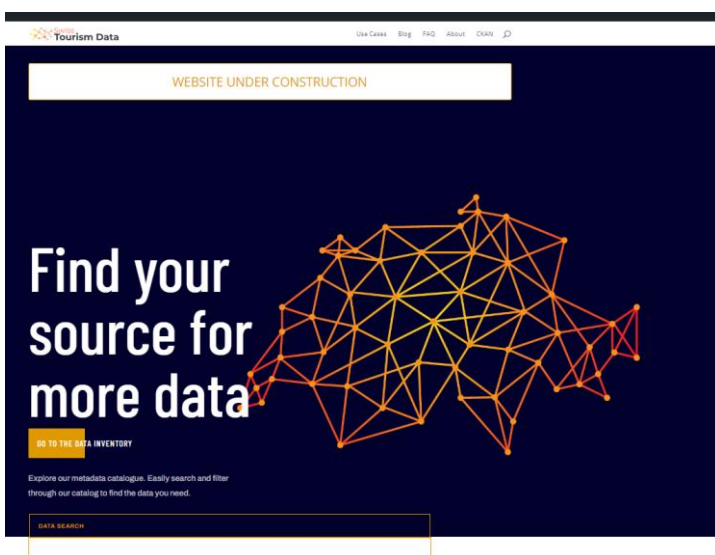 Swiss
Tourism Data
Use Cases Blog FAQ About CKAN
WEBSITE UNDER CONSTRUCTION
Find your
source for
more data
GO TO THE DATA INVENTORY
Explore our metadata catalogue. Easily search and filter
through our catalog to find the data you need.
DATA SEARCH